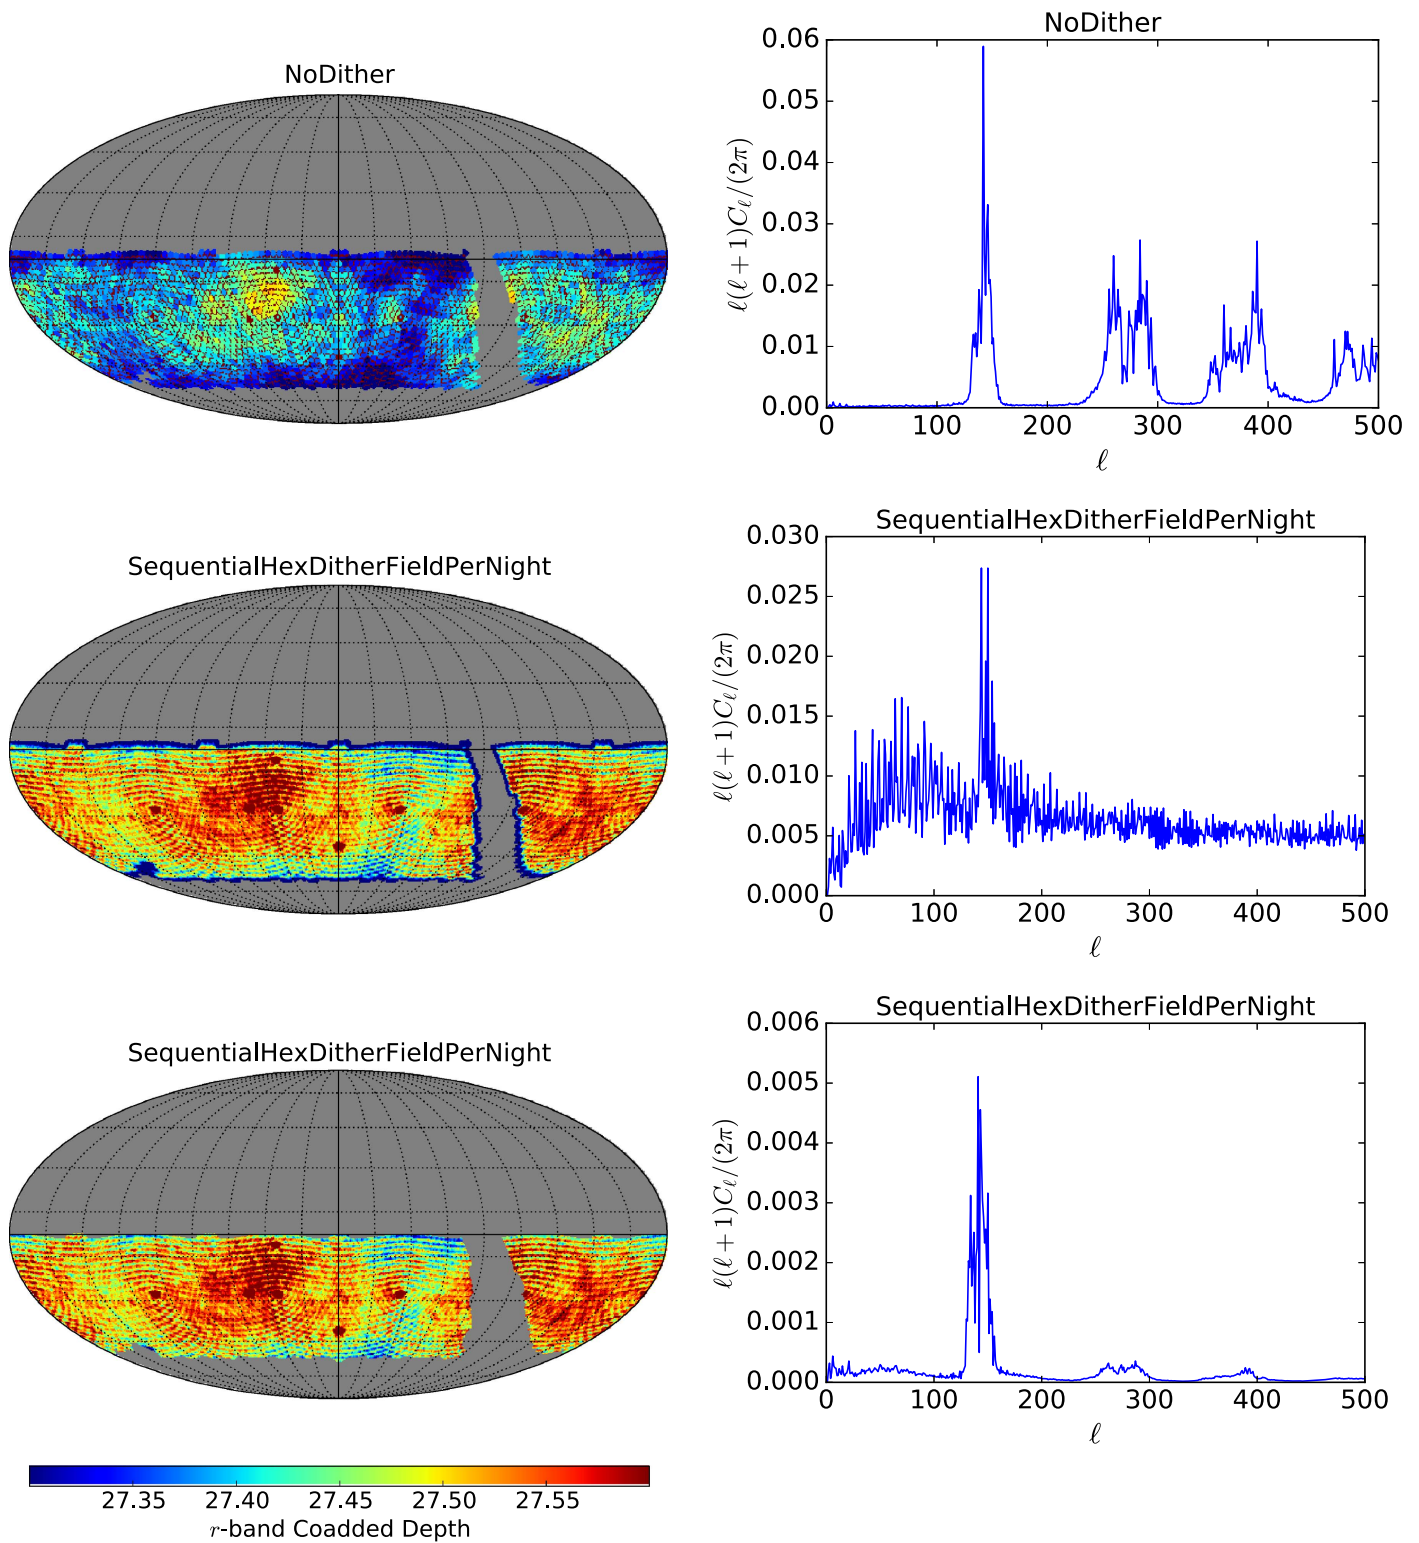 NoDither
NoDither
0.06
0.05
0.04
0.03
0.02
0.01
0.00
ℓ(ℓ + 1)Cℓ/(2π)
0 100 200 300 400 500
ℓ
SequentialHexDitherFieldPerNight
SequentialHexDitherFieldPerNight
0.030
0.025
0.020
0.015
0.010
0.005
0.000
ℓ(ℓ + 1)Cℓ/(2π)
0 100 200 300 400 500
ℓ
SequentialHexDitherFieldPerNight
SequentialHexDitherFieldPerNight
0.006
0.005
0.004
0.003
0.002
0.001
0.000
ℓ(ℓ + 1)Cℓ/(2π)
0 100 200 300 400 500
ℓ
27.35 27.40 27.45 27.50 27.55
r-band Coadded Depth